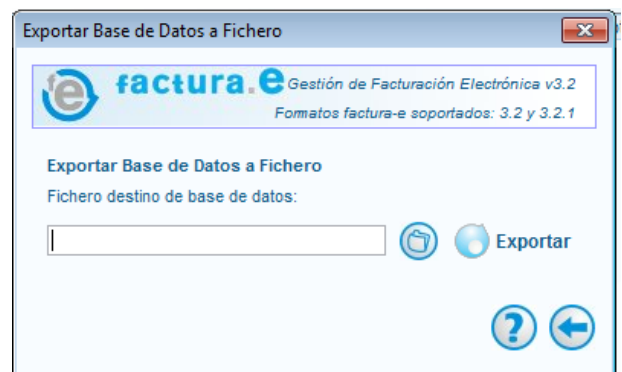 Exportar Base de Datos a Fichero
factura.e Gestión de Facturación Electrónica v3.2
Formatos factura-e soportados: 3.2 y 3.2.1
Exportar Base de Datos a Fichero
Fichero destino de base de datos:
Exportar